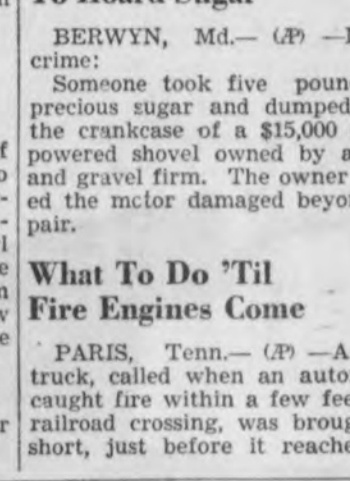 BERWYN, Md.— (AP) —
crime:
Someone took five poun
precious sugar and dumped
the crankcase of a $15,000
powered shovel owned by a
and gravel firm. The owner
ed the motor damaged beyo
pair.
What To Do 'Til
Fire Engines Come
PARIS, Tenn.— (AP) —A
truck, called when an auto
caught fire within a few fee
railroad crossing, was broug
short, just before it reache